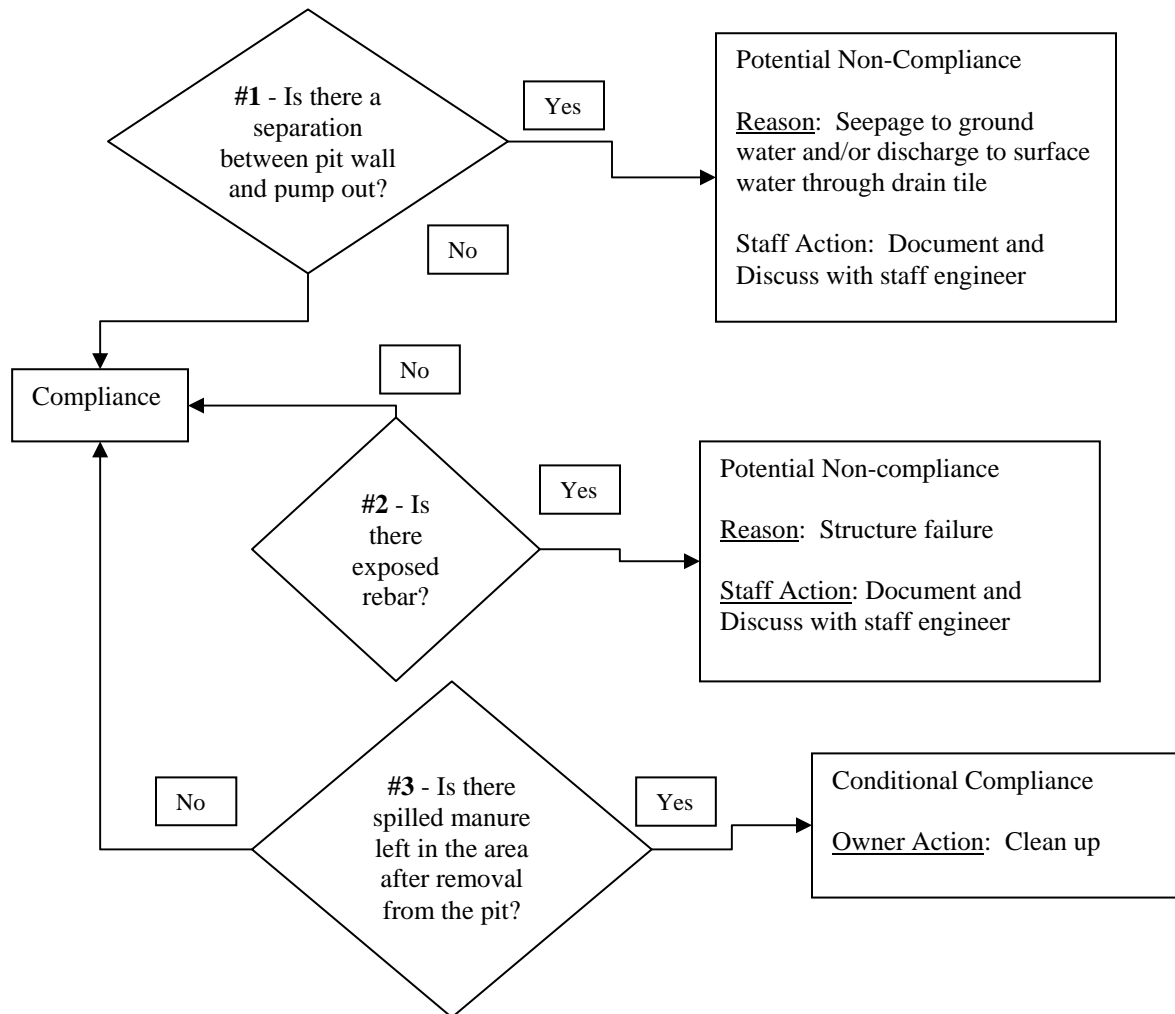 #1 - Is there a
separation
between pit wall
and pump out?
Yes
No
Potential Non-Compliance
Reason:  Seepage to ground
water and/or discharge to surface
water through drain tile
Staff Action:  Document and
Discuss with staff engineer
Compliance
No
#2 - Is
there
exposed
rebar?
Yes
Potential Non-compliance
Reason:  Structure failure
Staff Action: Document and
Discuss with staff engineer
No
#3 - Is there
spilled manure
left in the area
after removal
from the pit?
Yes
Conditional Compliance
Owner Action:  Clean up